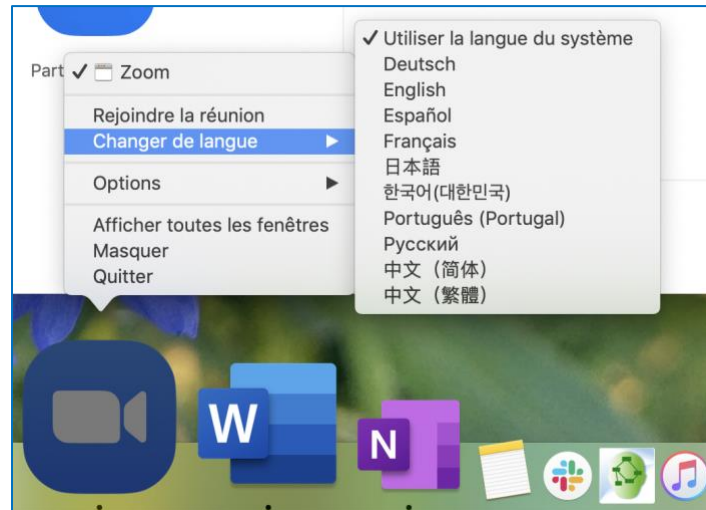 Part
✓ Zoom
Rejoindre la réunion
Changer de langue ▶
Options ▶
Afficher toutes les fenêtres
Masquer
Quitter
✓ Utiliser la langue du système
Deutsch
English
Español
Français
日本語
한국어(대한민국)
Português (Portugal)
Русский
中文（简体）
中文（繁體）
W
N